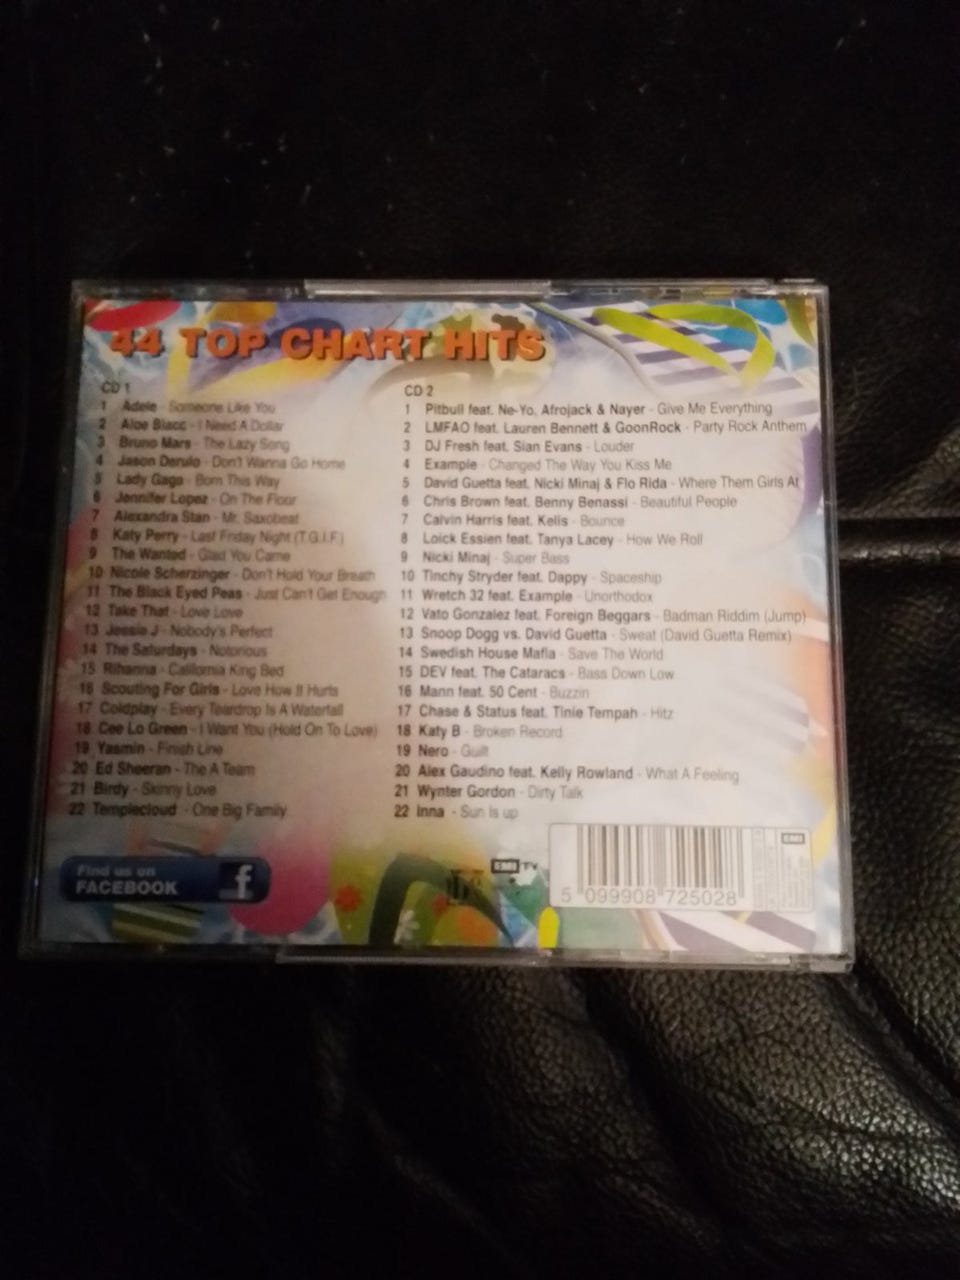 44 TOP CHART HITS
CD 1
1 Adele - Someone Like You
2 Aloe Blacc - I Need A Dollar
3 Bruno Mars - The Lazy Song
4 Jason Derulo - Don't Wanna Go Home
5 Lady Gaga - Born This Way
6 Jennifer Lopez - On The Floor
7 Alexandra Stan - Mr. Saxobeat
8 Katy Perry - Last Friday Night (T.G.I.F.)
9 The Wanted - Glad You Came
10 Nicole Scherzinger - Don't Hold Your Breath
11 The Black Eyed Peas - Just Can't Get Enough
12 Take That - Love Love
13 Jessie J - Nobody's Perfect
14 The Saturdays - Notorious
15 Rihanna - California King Bed
16 Scouting For Girls - Love How It Hurts
17 Coldplay - Every Teardrop Is A Waterfall
18 Cee Lo Green - I Want You (Hold On To Love)
19 Yasmin - Finish Line
20 Ed Sheeran - The A Team
21 Birdy - Skinny Love
22 Templecloud - One Big Family
CD 2
1 Pitbull feat. Ne-Yo, Afrojack & Nayer - Give Me Everything
2 LMFAO feat. Lauren Bennett & GoonRock - Party Rock Anthem
3 DJ Fresh feat. Sian Evans - Louder
4 Example - Changed The Way You Kiss Me
5 David Guetta feat. Nicki Minaj & Flo Rida - Where Them Girls At
6 Chris Brown feat. Benny Benassi - Beautiful People
7 Calvin Harris feat. Kelis - Bounce
8 Loick Essien feat. Tanya Lacey - How We Roll
9 Nicki Minaj - Super Bass
10 Tinchy Stryder feat. Dappy - Spaceship
11 Wretch 32 feat. Example - Unorthodox
12 Vato Gonzalez feat. Foreign Beggars - Badman Riddim (Jump)
13 Snoop Dogg vs. David Guetta - Sweat (David Guetta Remix)
14 Swedish House Mafia - Save The World
15 DEV feat. The Cataracs - Bass Down Low
16 Mann feat. 50 Cent - Buzzin
17 Chase & Status feat. Tinie Tempah - Hitz
18 Katy B - Broken Record
19 Nero - Guilt
20 Alex Gaudino feat. Kelly Rowland - What A Feeling
21 Wynter Gordon - Dirty Talk
22 Inna - Sun Is up
Find us on
FACEBOOK
f
EMI TV
EMI
5 099908 725028